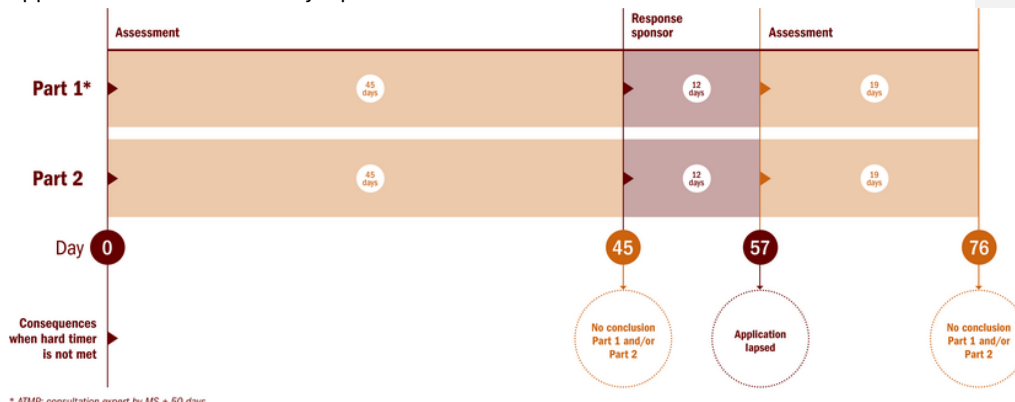 Response
sponsor
Assessment
Assessment
Part 1*
45
days
12
days
19
days
Part 2
45
days
12
days
19
days
Day 0 45 57 76
Consequences
when hard timer
is not met
No conclusion
Part 1 and/or
Part 2
Application
lapsed
No conclusion
Part 1 and/or
Part 2
* ATMP: consultation expert by MS + 50 days